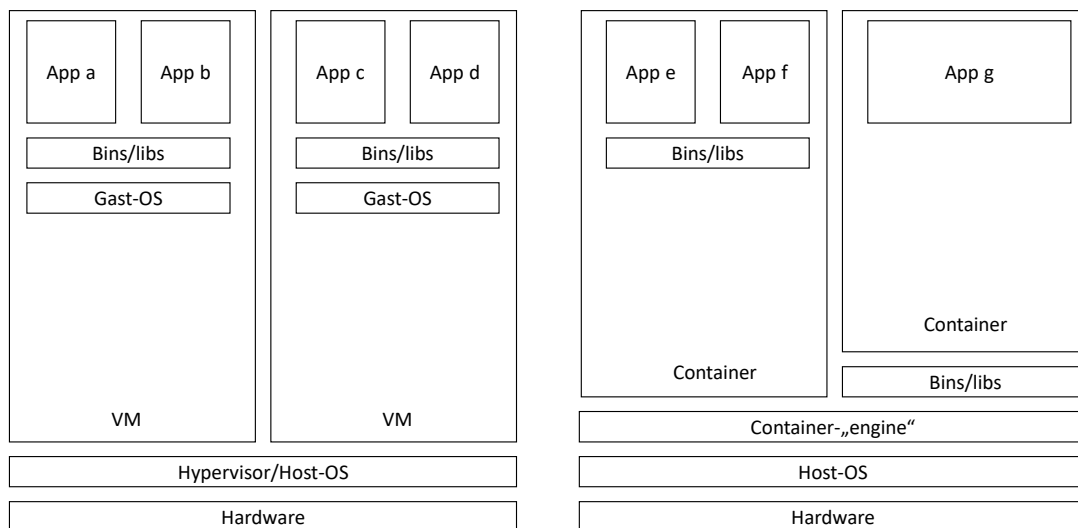 App a
App b
Bins/libs
Gast-OS
VM
App c
App d
Bins/libs
Gast-OS
VM
Hypervisor/Host-OS
Hardware
App e
App f
Bins/libs
Container
App g
Container
Bins/libs
Container-„engine“
Host-OS
Hardware